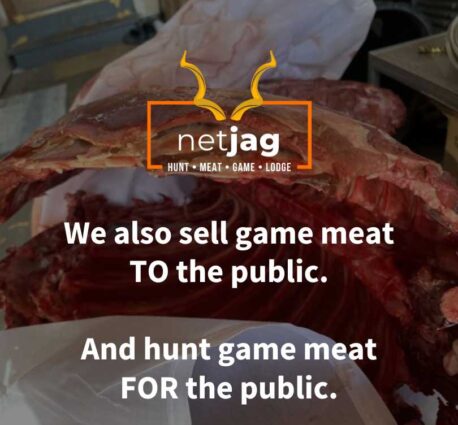 netjag
HUNT • MEAT • GAME • LODGE
We also sell game meat
TO the public.
And hunt game meat
FOR the public.